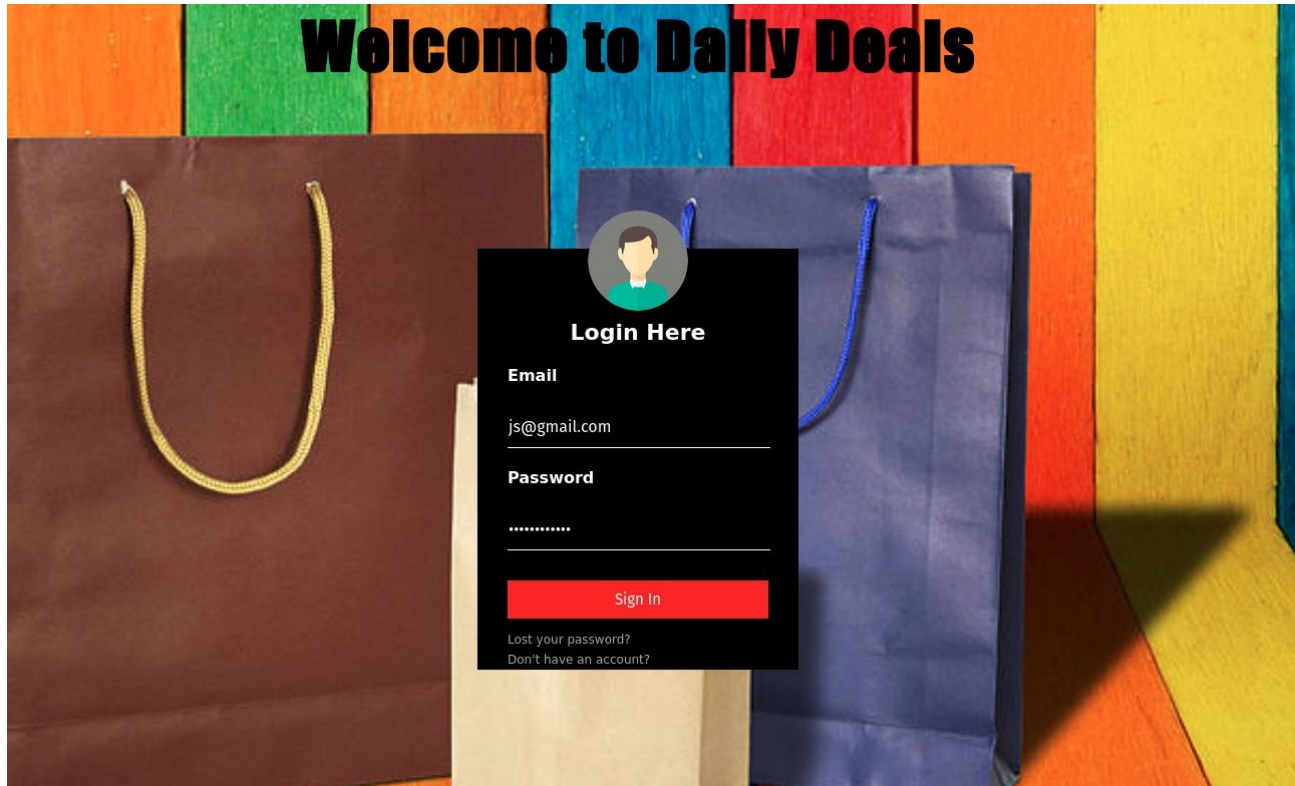 Welcome to Daily Deals
Login Here
Email
js@gmail.com
Password
••••••••••••
Sign In
Lost your password?
Don't have an account?